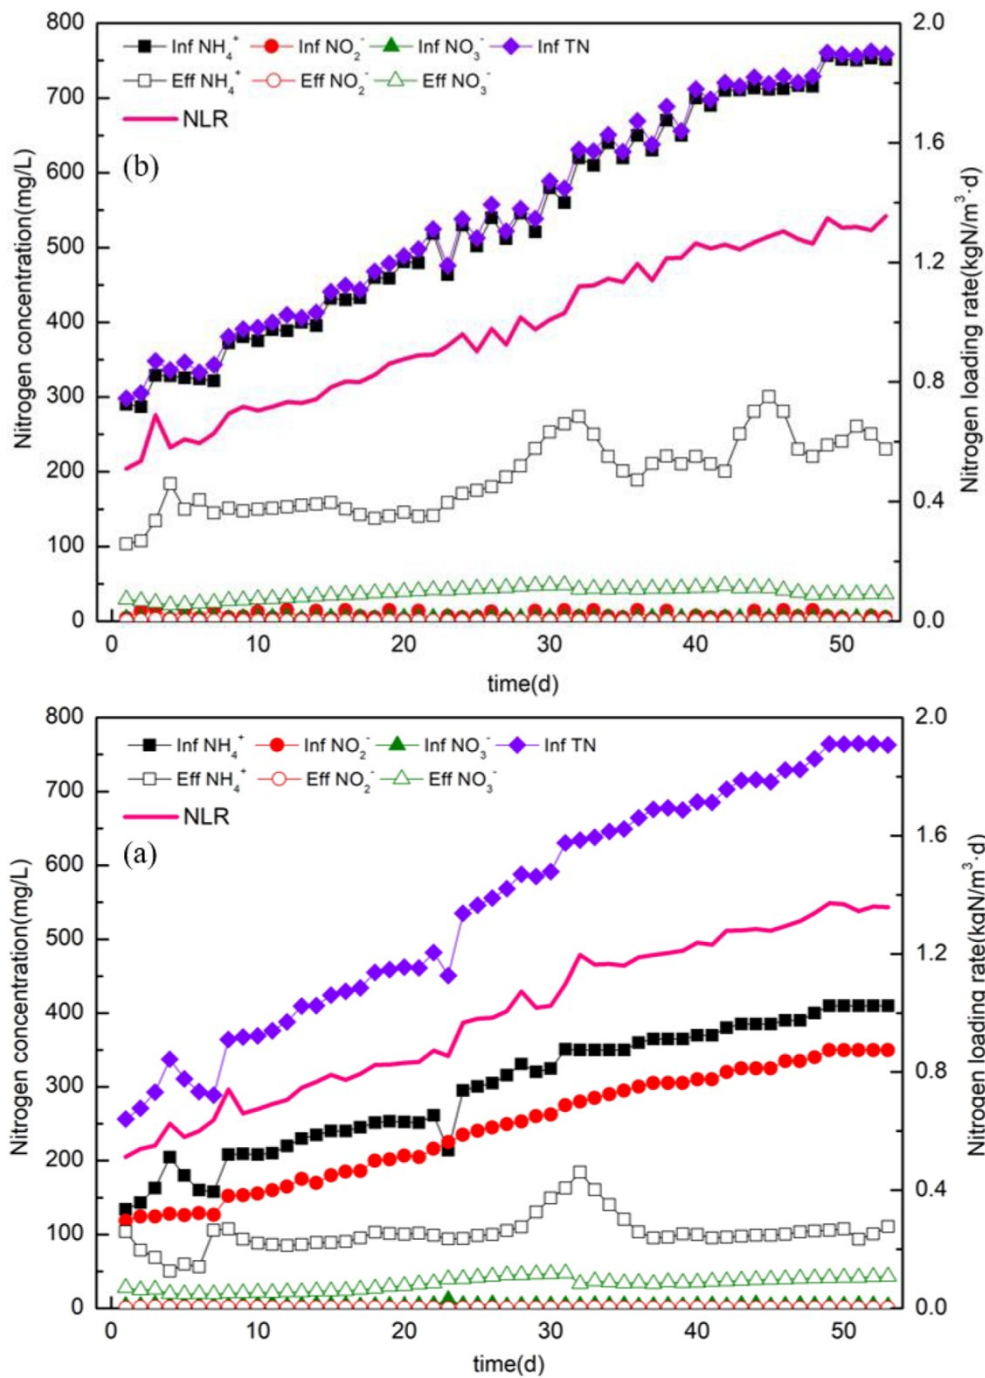 Inf NH₄⁺ Inf NO₂⁻ Inf NO₃⁻ Inf TN
Eff NH₄⁺ Eff NO₂⁻ Eff NO₃⁻
NLR
(b)
Nitrogen concentration(mg/L)
800
700
600
500
400
300
200
100
0
Nitrogen loading rate(kgN/m³·d)
2.0
1.6
1.2
0.8
0.4
0.0
0 10 20 30 40 50
time(d)
Inf NH₄⁺ Inf NO₂⁻ Inf NO₃⁻ Inf TN
Eff NH₄⁺ Eff NO₂⁻ Eff NO₃⁻
NLR
(a)
Nitrogen concentration(mg/L)
800
700
600
500
400
300
200
100
0
Nitrogen loading rate(kgN/m³·d)
2.0
1.6
1.2
0.8
0.4
0.0
0 10 20 30 40 50
time(d)